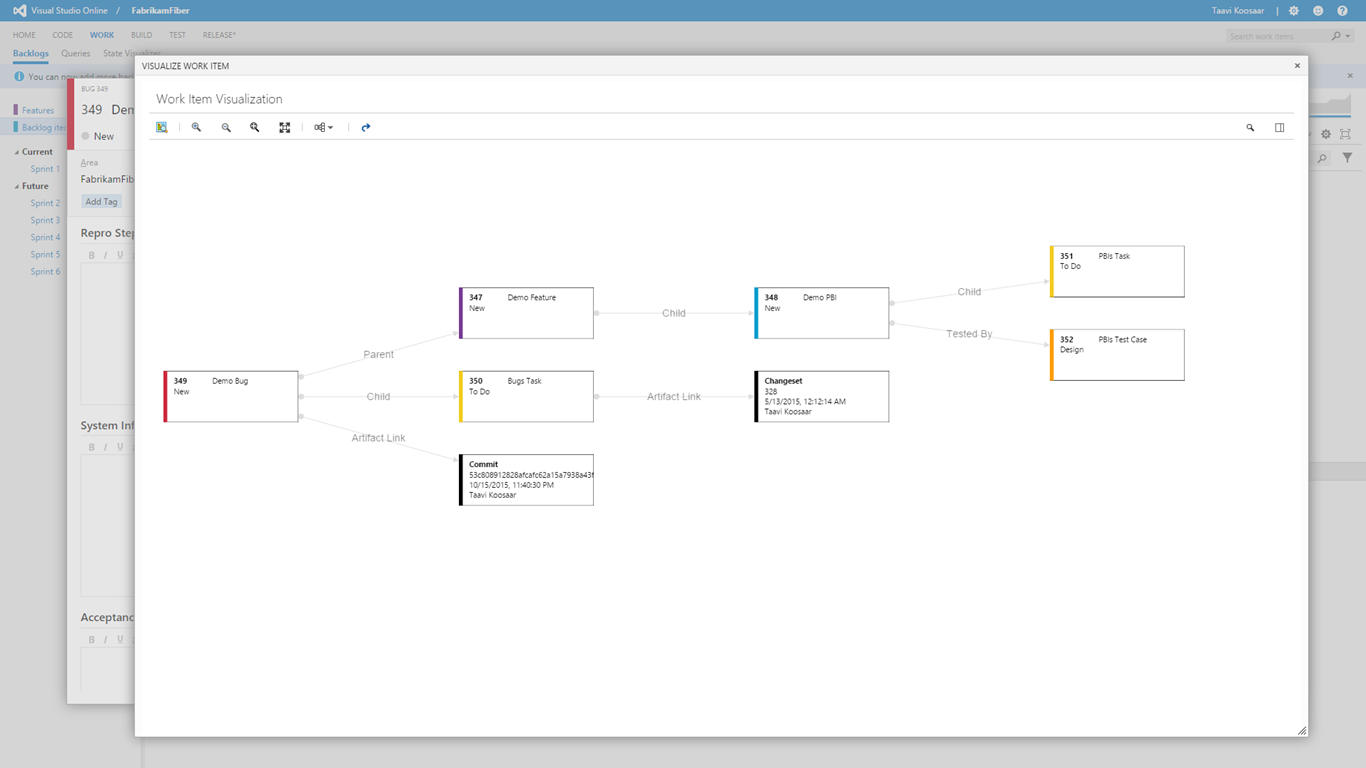 Visual Studio Online / FabrikamFiber
Taavi Koosaar
HOME CODE WORK BUILD TEST RELEASE*
Search work items
Backlogs Queries State Visualizer
You can now add more
VISUALIZE WORK ITEM
BUG 349
349 Dem
New
Area
FabrikamFib
Add Tag
Repro Step
B I U
System Inf
B I U
Acceptanc
B I U
Features
Backlog ite
Current
Sprint 1
Future
Sprint 2
Sprint 3
Sprint 4
Sprint 5
Sprint 6
Work Item Visualization
349 Demo Bug
New
Parent
Child
Artifact Link
347 Demo Feature
New
350 Bugs Task
To Do
Commit
53c808912828afcafc62a15a7938a43f
10/15/2015, 11:40:30 PM
Taavi Koosaar
Child
Artifact Link
348 Demo PBI
New
Changeset
328
5/13/2015, 12:12:14 AM
Taavi Koosaar
Child
Tested By
351 PBIs Task
To Do
352 PBIs Test Case
Design